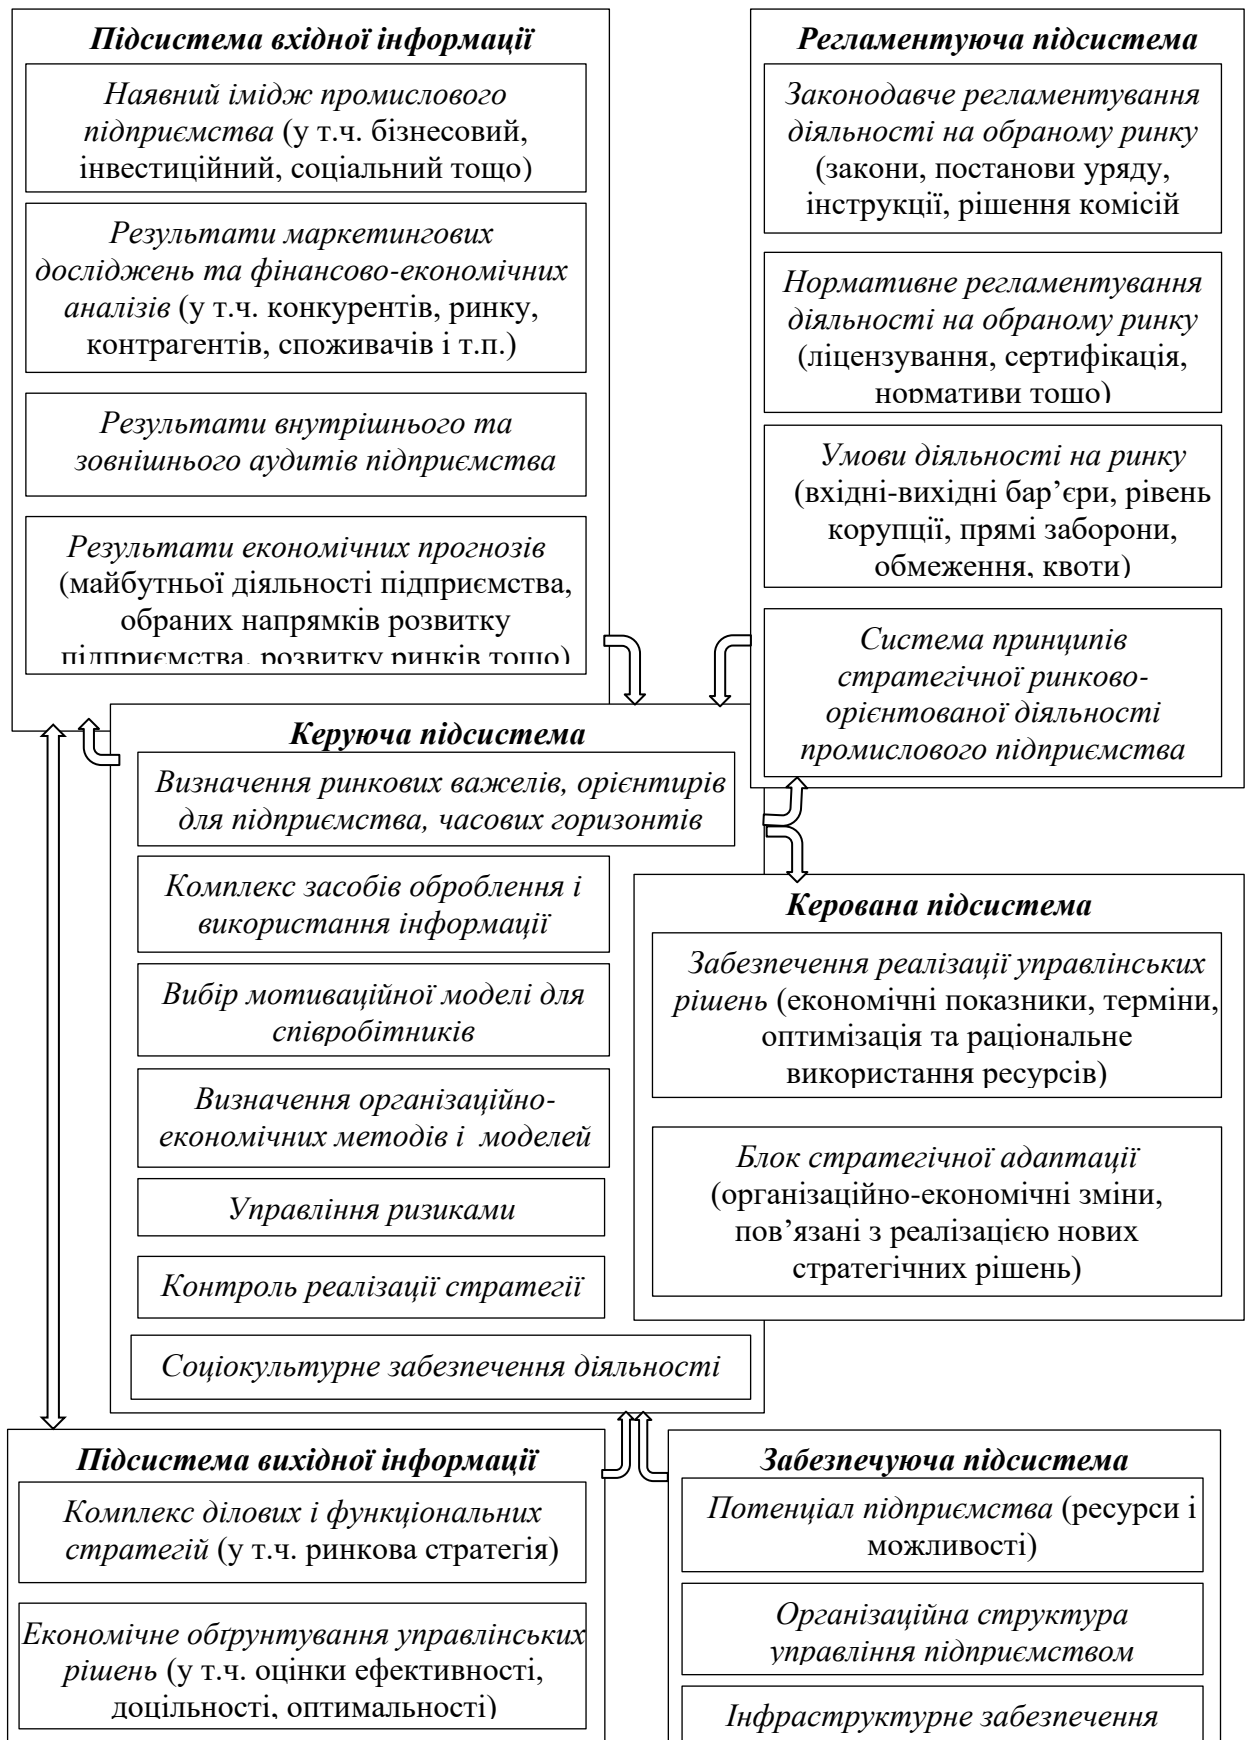 Підсистема вхідної інформації
Наявний імідж промислового
підприємства (у т.ч. бізнесовий,
інвестиційний, соціальний тощо)
Результати маркетингових
досліджень та фінансово-економічних
аналізів (у т.ч. конкурентів, ринку,
контрагентів, споживачів і т.п.)
Результати внутрішнього та
зовнішнього аудитів підприємства
Результати економічних прогнозів
(майбутньої діяльності підприємства,
обраних напрямків розвитку
підприємства, розвитку ринків тощо)
Регламентуюча підсистема
Законодавче регламентування
діяльності на обраному ринку
(закони, постанови уряду,
інструкції, рішення комісій
Нормативне регламентування
діяльності на обраному ринку
(ліцензування, сертифікація,
нормативи тощо)
Умови діяльності на ринку
(вхідні-вихідні бар’єри, рівень
корупції, прямі заборони,
обмеження, квоти)
Система принципів
стратегічної ринково-
орієнтованої діяльності
промислового підприємства
Керуюча підсистема
Визначення ринкових важелів, орієнтирів
для підприємства, часових горизонтів
Комплекс засобів оброблення і
використання інформації
Вибір мотиваційної моделі для
співробітників
Визначення організаційно-
економічних методів і моделей
Управління ризиками
Контроль реалізації стратегії
Соціокультурне забезпечення діяльності
Керована підсистема
Забезпечення реалізації управлінських
рішень (економічні показники, терміни,
оптимізація та раціональне
використання ресурсів)
Блок стратегічної адаптації
(організаційно-економічні зміни,
пов’язані з реалізацією нових
стратегічних рішень)
Підсистема вихідної інформації
Комплекс ділових і функціональних
стратегій (у т.ч. ринкова стратегія)
Економічне обґрунтування управлінських
рішень (у т.ч. оцінки ефективності,
доцільності, оптимальності)
Забезпечуюча підсистема
Потенціал підприємства (ресурси і
можливості)
Організаційна структура
управління підприємством
Інфраструктурне забезпечення